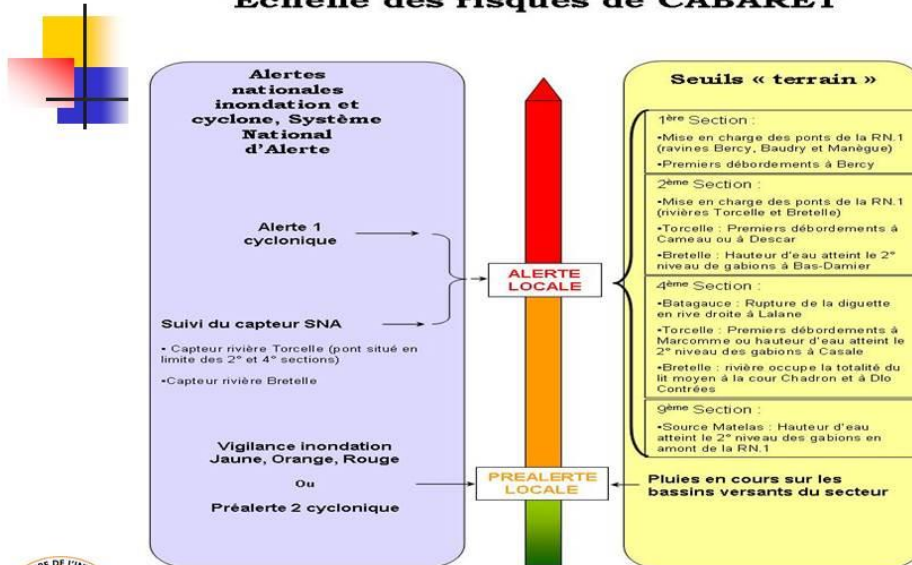 Echelle des risques de CABARET
Alertes
nationales
inondation et
cyclone, Système
National
d'Alerte
Alerte 1
cyclonique
Suivi du capteur SNA
• Capteur rivière Torcelle (pont situé en
limite des 2° et 4° sections)
•Capteur rivière Bretelle
Vigilance inondation
Jaune, Orange, Rouge
Ou
Préalerte 2 cyclonique
ALERTE
LOCALE
PREALERTE
LOCALE
Seuils « terrain »
1ère Section :
•Mise en charge des ponts de la RN.1
(ravines Bercy, Baudry et Manègue)
•Premiers débordements à Bercy
2ème Section :
•Mise en charge des ponts de la RN.1
(rivières Torcelle et Bretelle)
•Torcelle : Premiers débordements à
Cameau ou à Descar
•Bretelle : Hauteur d'eau atteint le 2°
niveau de gabions à Bas-Damier
4ème Section :
•Batagauce : Rupture de la diguette
en rive droite à Lalane
•Torcelle : Premiers débordements à
Marcomme ou hauteur d'eau atteint le
2° niveau des gabions à Casale
•Bretelle : rivière occupe la totalité du
lit moyen à la cour Chadron et à Dlo
Contrées
9ème Section :
•Source Matelas : Hauteur d'eau
atteint le 2° niveau des gabions en
amont de la RN.1
Pluies en cours sur les
bassins versants du secteur